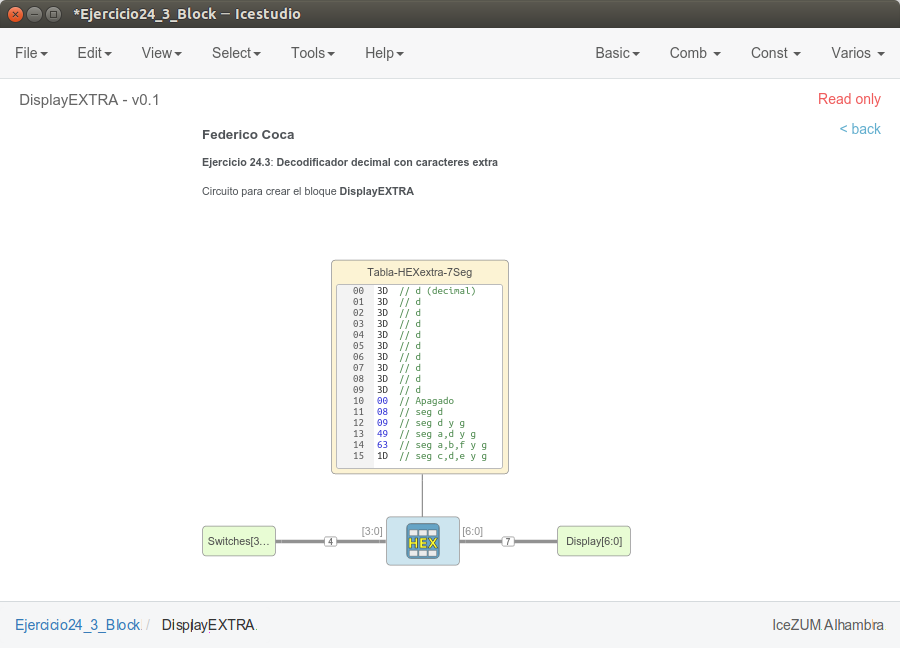 *Ejercicio24_3_Block – Icestudio
File Edit View Select Tools Help Basic Comb Const Varios
DisplayEXTRA - v0.1
Read only
< back
Federico Coca
Ejercicio 24.3: Decodificador decimal con caracteres extra
Circuito para crear el bloque DisplayEXTRA
Tabla-HEXextra-7Seg
00 3D // d (decimal)
01 3D // d
02 3D // d
03 3D // d
04 3D // d
05 3D // d
06 3D // d
07 3D // d
08 3D // d
09 3D // d
10 00 // Apagado
11 08 // seg d
12 09 // seg d y g
13 49 // seg a,d y g
14 63 // seg a,b,f y g
15 1D // seg c,d,e y g
Switches[3...
4
[3:0]
HEX
[6:0]
7
Display[6:0]
Ejercicio24_3_Block / DisplayEXTRA
IceZUM Alhambra